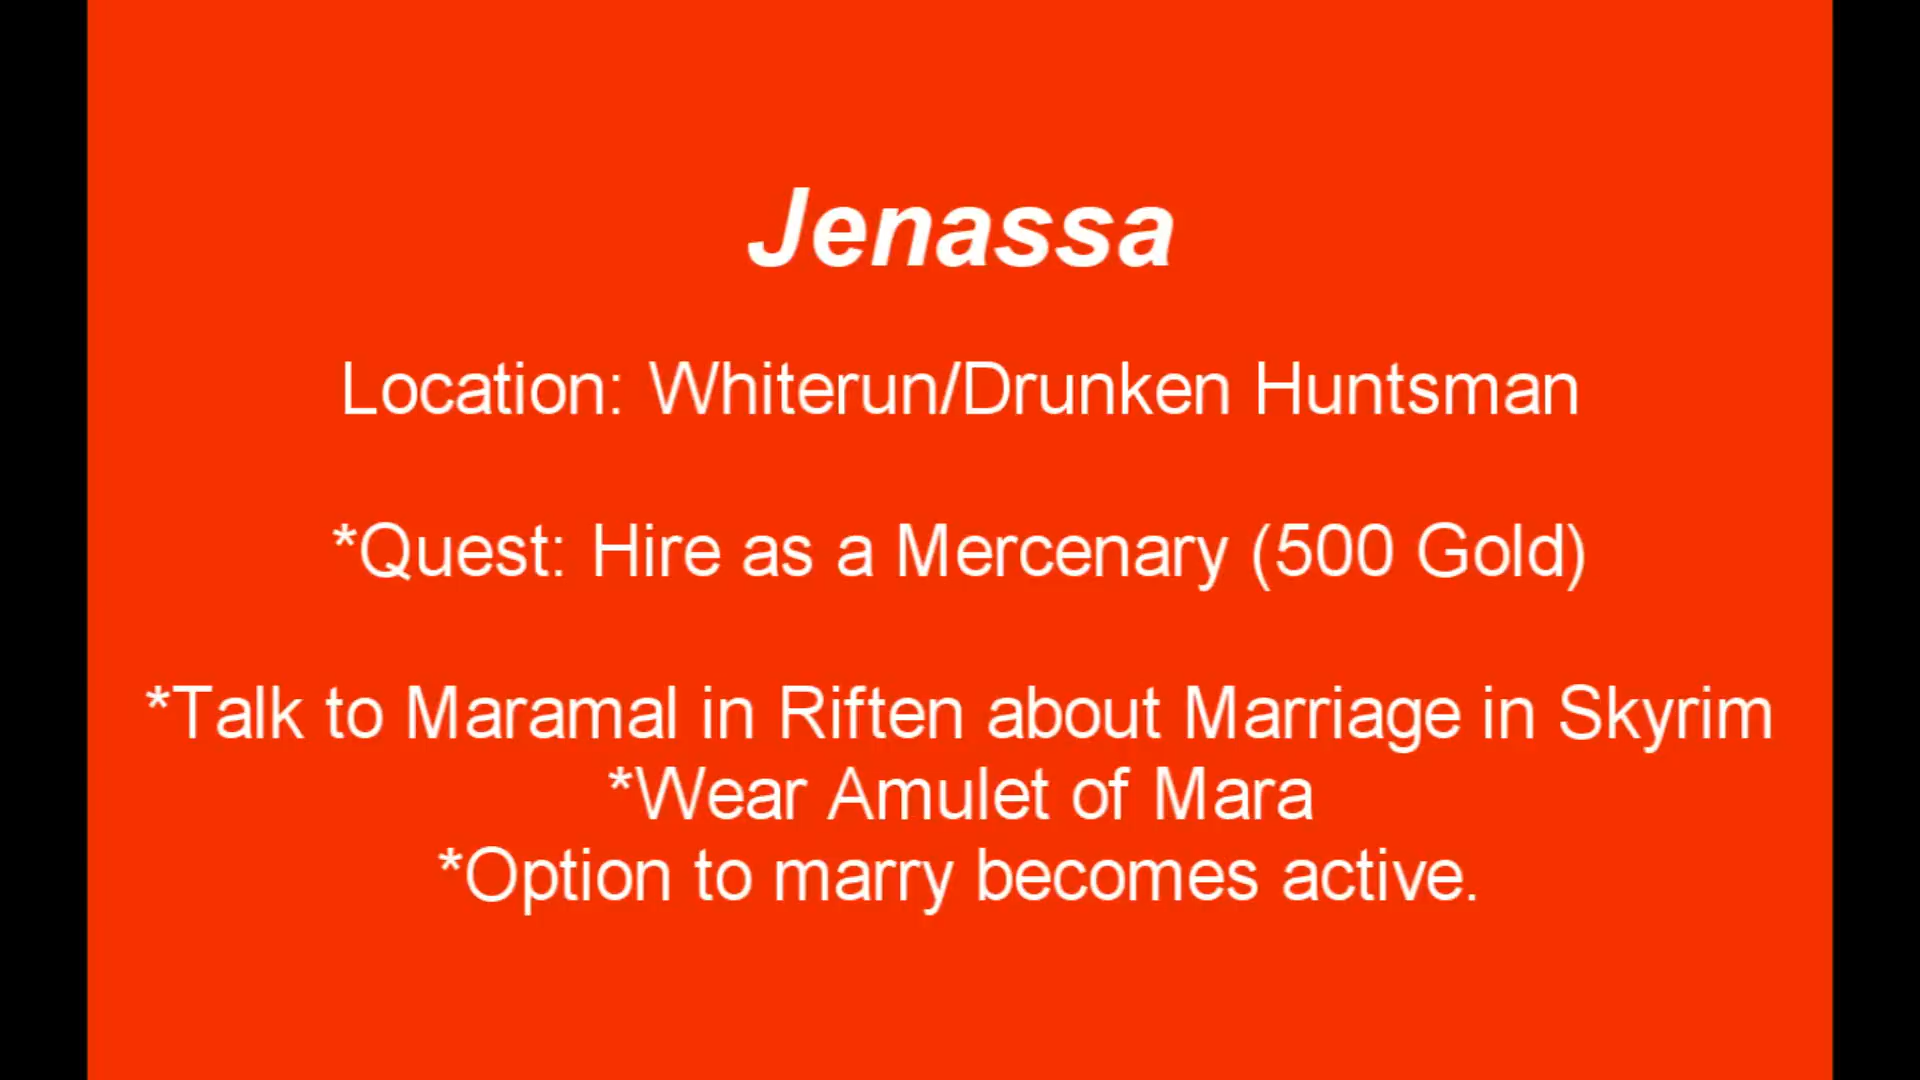 Jenassa
Location: Whiterun/Drunken Huntsman
*Quest: Hire as a Mercenary (500 Gold)
*Talk to Maramal in Riften about Marriage in Skyrim
*Wear Amulet of Mara
*Option to marry becomes active.